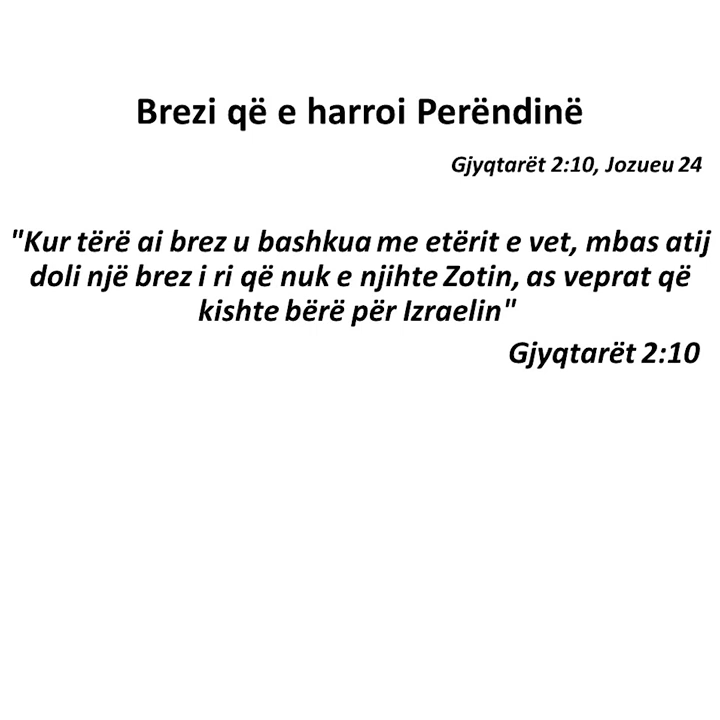 Brezi që e harroi Perëndinë
Gjyqtarët 2:10, Jozueu 24
"Kur tërë ai brez u bashkua me etërit e vet, mbas atij
doli një brez i ri që nuk e njihte Zotin, as veprat që
kishte bërë për Izraelin"
Gjyqtarët 2:10